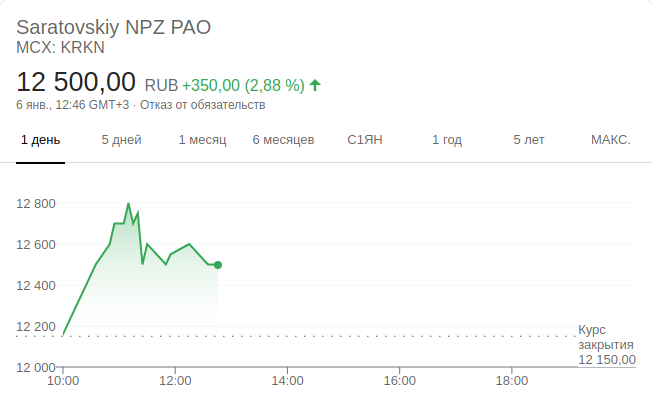 Saratovskiy NPZ PAO
MCX: KRKN
12 500,00 RUB +350,00 (2,88 %)
6 янв., 12:46 GMT+3 · Отказ от обязательств
1 день 5 дней 1 месяц 6 месяцев С1ЯН 1 год 5 лет МАКС.
12 800
12 600
12 400
12 200
Курс
закрытия
12 150,00
12 000
10:00 12:00 14:00 16:00 18:00